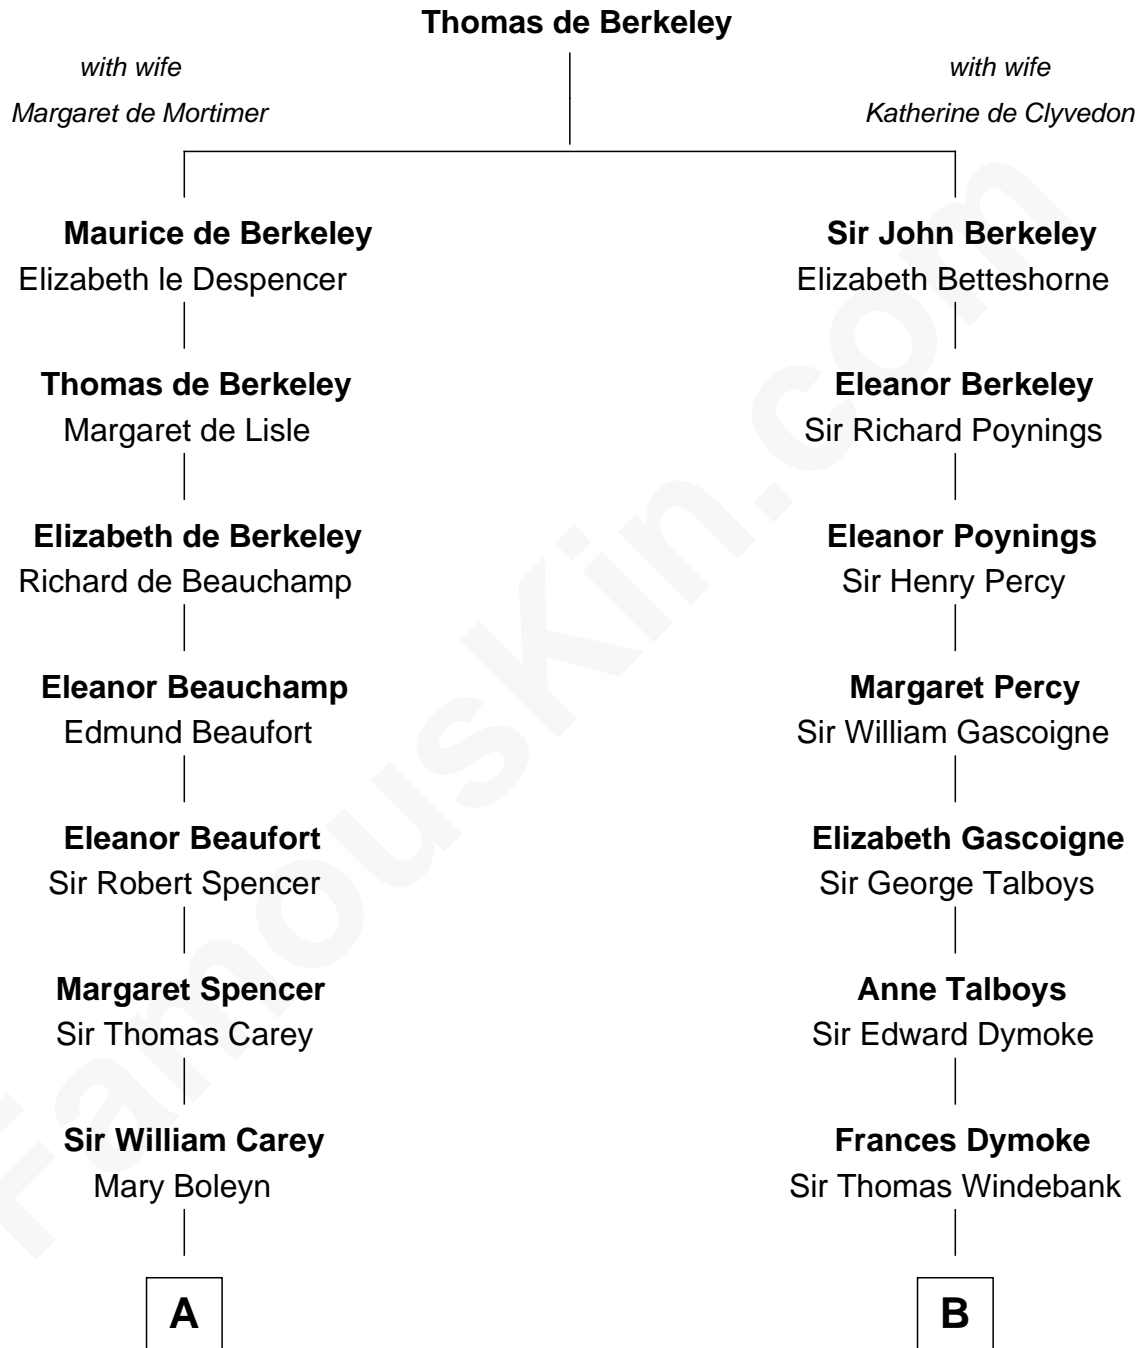 Thomas de Berkeley
with wife
Margaret de Mortimer
with wife
Katherine de Clyvedon
Maurice de Berkeley
Elizabeth le Despencer
Sir John Berkeley
Elizabeth Betteshorne
Thomas de Berkeley
Margaret de Lisle
Eleanor Berkeley
Sir Richard Poynings
Elizabeth de Berkeley
Richard de Beauchamp
Eleanor Poynings
Sir Henry Percy
Eleanor Beauchamp
Edmund Beaufort
Margaret Percy
Sir William Gascoigne
Eleanor Beaufort
Sir Robert Spencer
Elizabeth Gascoigne
Sir George Talboys
Margaret Spencer
Sir Thomas Carey
Anne Talboys
Sir Edward Dymoke
Sir William Carey
Mary Boleyn
Frances Dymoke
Sir Thomas Windebank
A
B
FamousKin.com